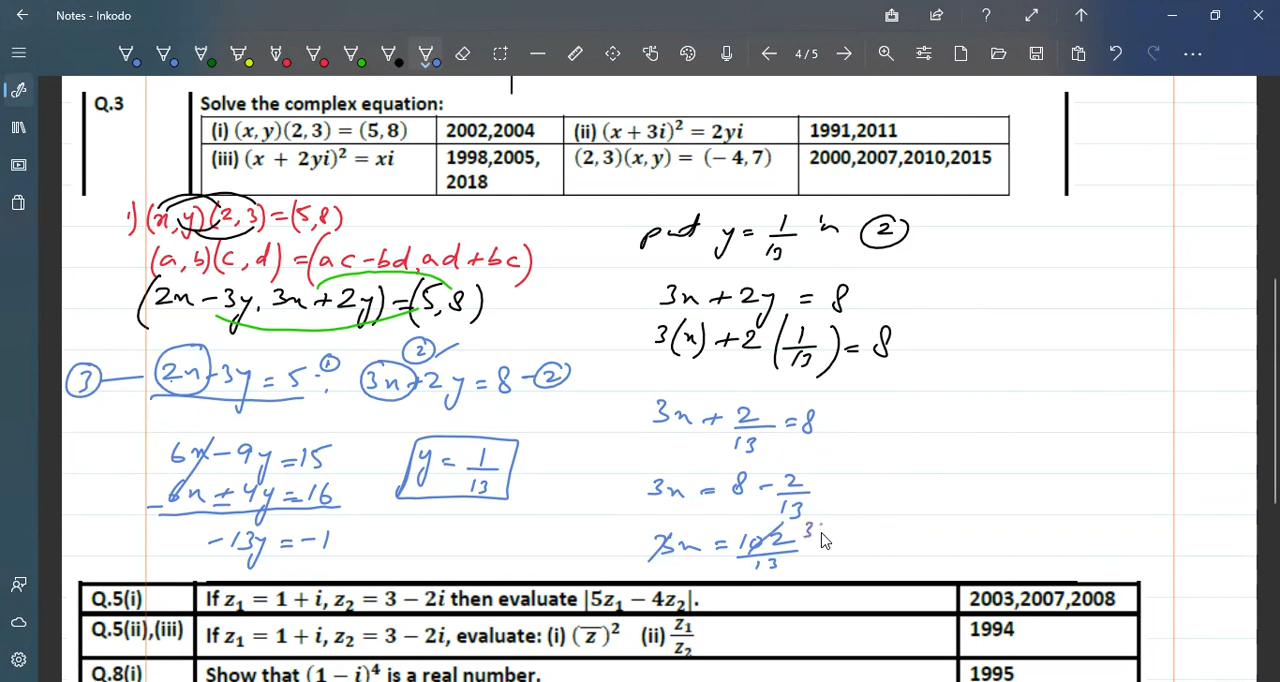 Notes - Inkodo
4/5
Q.3 Solve the complex equation:
(i) (x, y)(2, 3) = (5, 8) 2002,2004 (ii) (x + 3i)² = 2yi 1991,2011
(iii) (x + 2yi)² = xi 1998,2005, 2018 (2, 3)(x, y) = (−4, 7) 2000,2007,2010,2015
i) (x, y)(2, 3) = (5, 8)
(a, b)(c, d) = (ac - bd, ad + bc)
(2x - 3y, 3x + 2y) = (5, 8)
③ — 2x - 3y = 5 - ① 3x + 2y = 8 - ②
②
6x - 9y = 15
- 6x ± 4y = 16
-13y = -1
y = 1/13
put y = 1/13 in ②
3x + 2y = 8
3(x) + 2(1/13) = 8
3x + 2/13 = 8
3x = 8 - 2/13
3x = 102/13 3
Q.5(i) If z₁ = 1 + i, z₂ = 3 − 2i then evaluate |5z₁ − 4z₂|. 2003,2007,2008
Q.5(ii),(iii) If z₁ = 1 + i, z₂ = 3 − 2i, evaluate: (i) (z̅)² (ii) z₁/z₂ 1994
Q.8(i) Show that (1 − i)⁴ is a real number. 1995